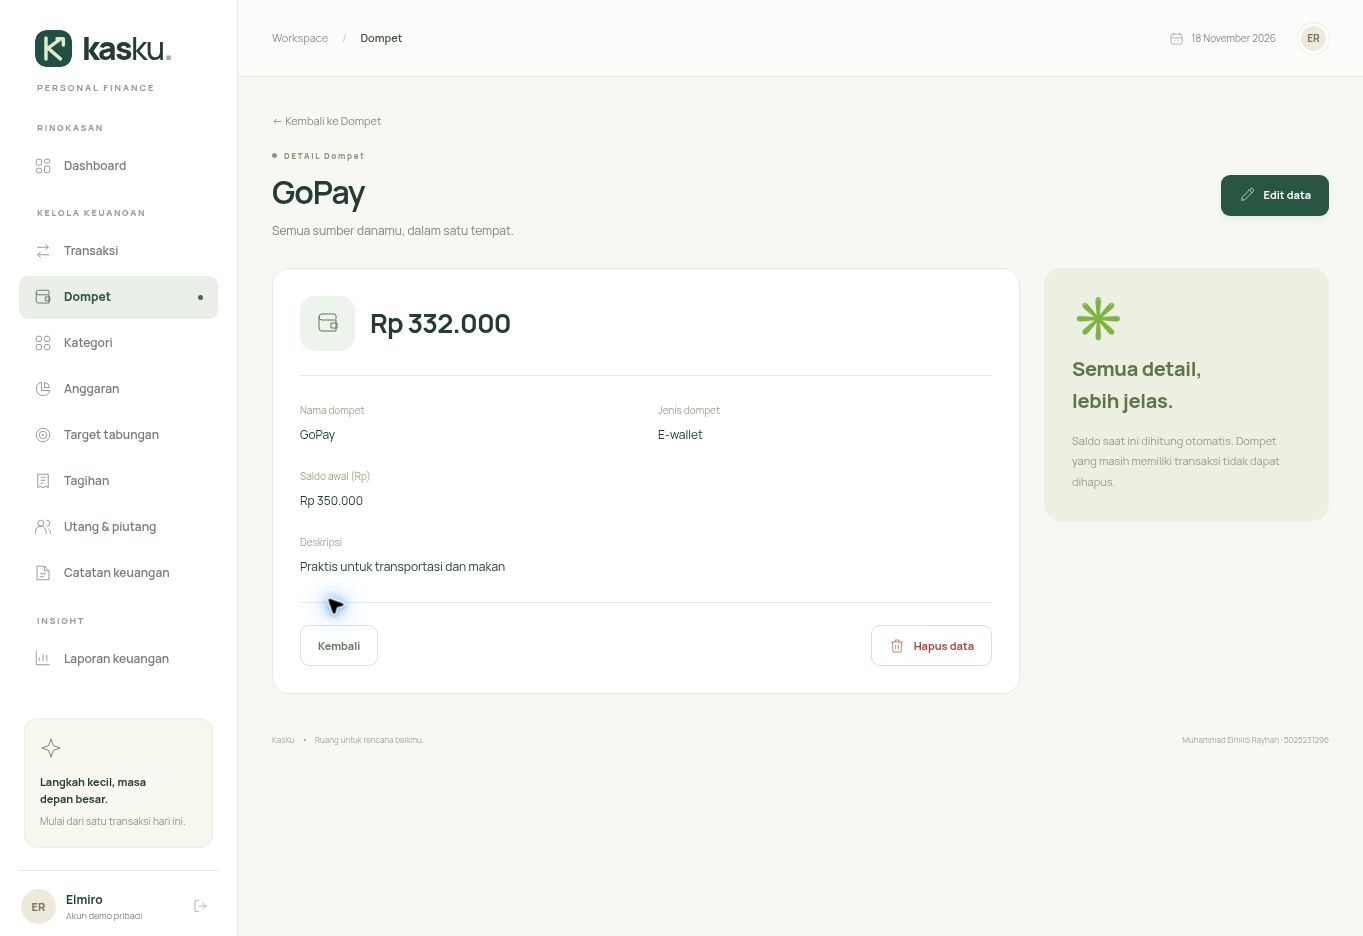 kasku.
PERSONAL FINANCE
RINGKASAN
Dashboard
KELOLA KEUANGAN
Transaksi
Dompet
Kategori
Anggaran
Target tabungan
Tagihan
Utang & piutang
Catatan keuangan
INSIGHT
Laporan keuangan
Langkah kecil, masa
depan besar.
Mulai dari satu transaksi hari ini.
ER
Elmiro
Akun demo pribadi
Workspace / Dompet
18 November 2026
ER
← Kembali ke Dompet
DETAIL Dompet
GoPay
Semua sumber danamu, dalam satu tempat.
Edit data
Rp 332.000
Nama dompet
GoPay
Jenis dompet
E-wallet
Saldo awal (Rp)
Rp 350.000
Deskripsi
Praktis untuk transportasi dan makan
Kembali
Hapus data
Semua detail,
lebih jelas.
Saldo saat ini dihitung otomatis. Dompet
yang masih memiliki transaksi tidak dapat
dihapus.
KasKu • Ruang untuk rencana baikmu.
Muhammad Elmiro Rayhan · 5025231296